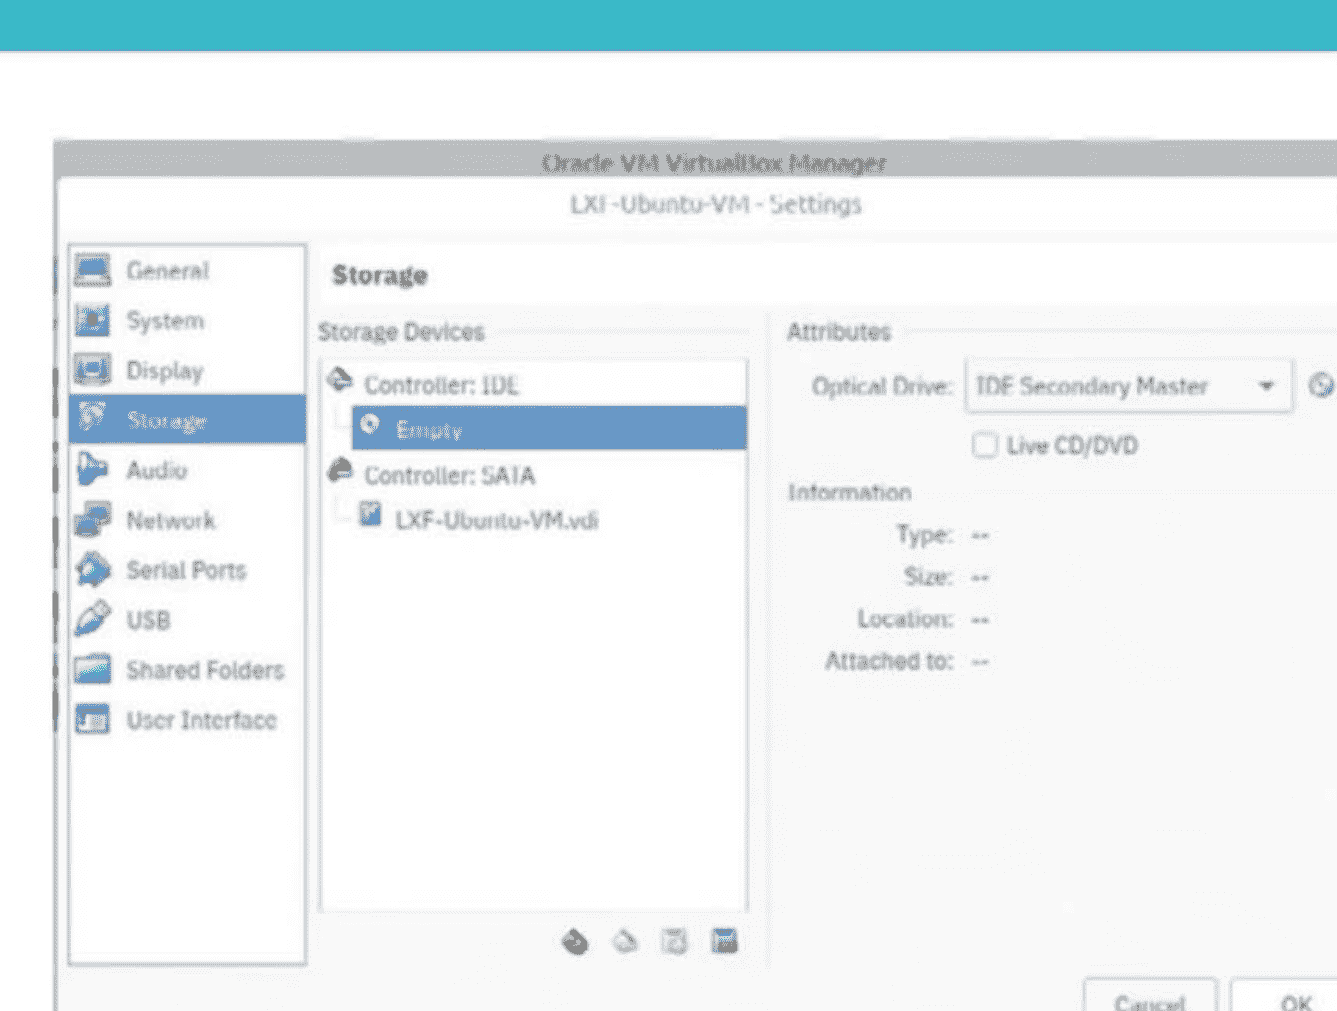 Oracle VM VirtualBox Manager
LXF-Ubuntu-VM - Settings
General
System
Display
Storage
Audio
Network
Serial Ports
USB
Shared Folders
User Interface
Storage
Storage Devices
Controller: IDE
Empty
Controller: SATA
LXF-Ubuntu-VM.vdi
Attributes
Optical Drive: IDE Secondary Master
Live CD/DVD
Information
Type: --
Size: --
Location: --
Attached to: --
Cancel OK